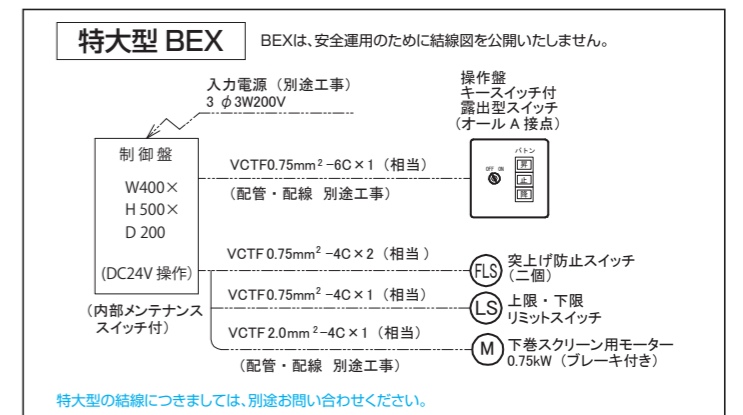 特大型 BEX
BEXは、安全運用のために結線図を公開いたしません。
入力電源（別途工事）
3 φ3W200V
操作盤
キースイッチ付
露出型スイッチ
（オール A 接点）
制御盤
W400×
H 500×
D 200
(DC24V 操作)
（内部メンテナンス
スイッチ付）
VCTF0.75mm²-6C×1（相当）
（配管・配線 別途工事）
バトン
OFF ON
昇
止
降
VCTF 0.75mm²-4C×2（相当）
FLS
突上げ防止スイッチ
（二個）
VCTF0.75mm²-4C×1（相当）
LS
上限・下限
リミットスイッチ
VCTF 2.0mm²-4C×1（相当）
M
下巻スクリーン用モーター
0.75kW（ブレーキ付き）
（配管・配線 別途工事）
特大型の結線につきましては、別途お問い合わせください。